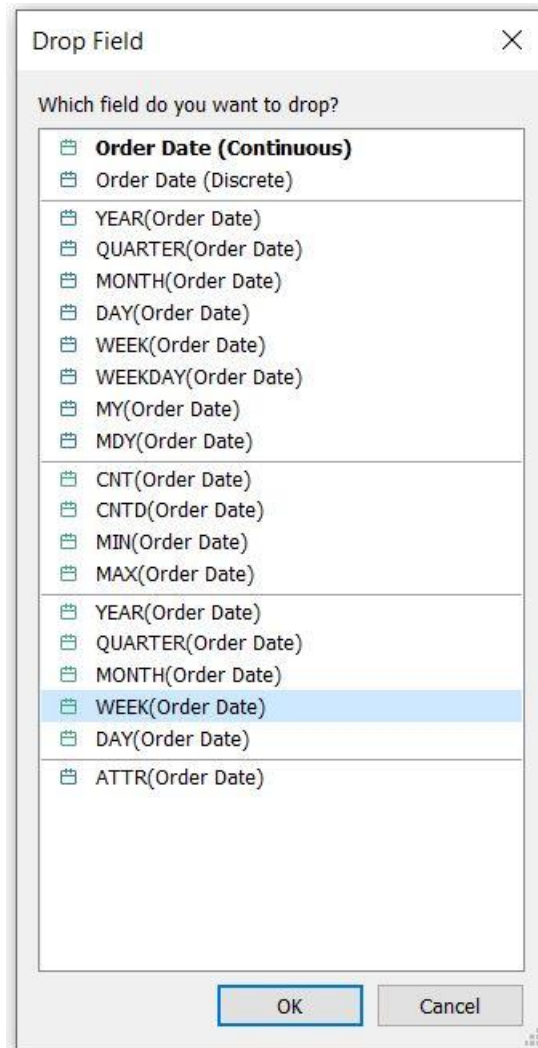 Drop Field
Which field do you want to drop?
Order Date (Continuous)
Order Date (Discrete)
YEAR(Order Date)
QUARTER(Order Date)
MONTH(Order Date)
DAY(Order Date)
WEEK(Order Date)
WEEKDAY(Order Date)
MY(Order Date)
MDY(Order Date)
CNT(Order Date)
CNTD(Order Date)
MIN(Order Date)
MAX(Order Date)
YEAR(Order Date)
QUARTER(Order Date)
MONTH(Order Date)
WEEK(Order Date)
DAY(Order Date)
ATTR(Order Date)
OK Cancel